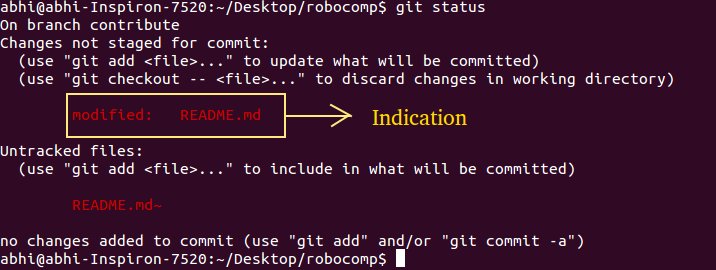 abhi@abhi-Inspiron-7520:~/Desktop/robocomp$ git status
On branch contribute
Changes not staged for commit:
  (use "git add <file>..." to update what will be committed)
  (use "git checkout -- <file>..." to discard changes in working directory)
modified:   README.md
Indication
Untracked files:
  (use "git add <file>..." to include in what will be committed)
README.md~
no changes added to commit (use "git add" and/or "git commit -a")
abhi@abhi-Inspiron-7520:~/Desktop/robocomp$